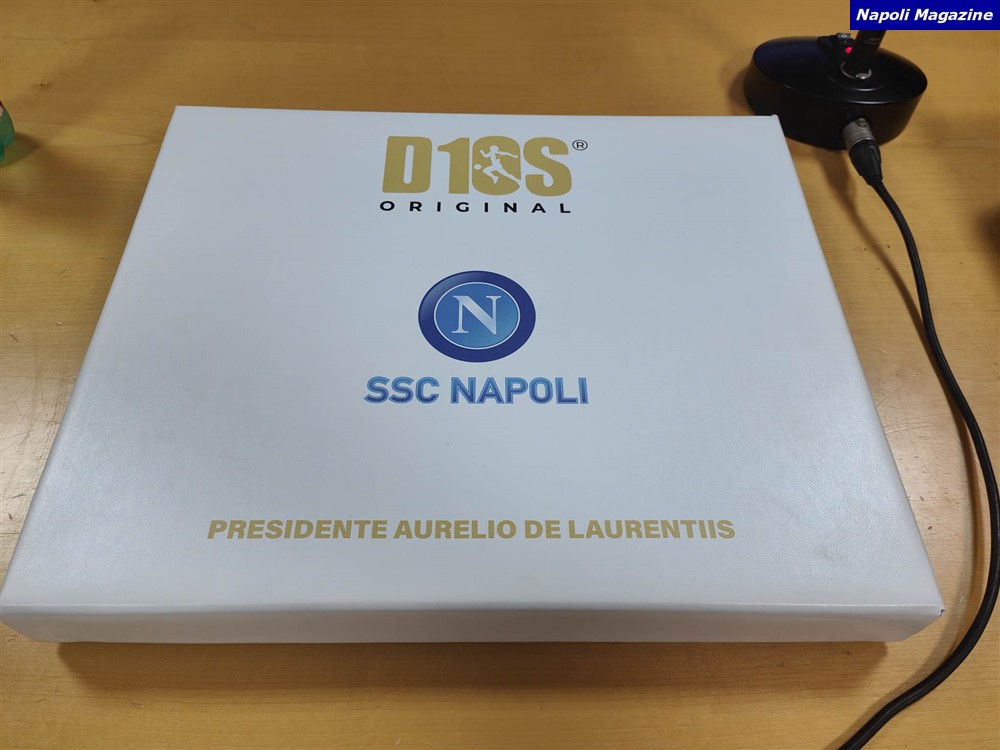 Napoli Magazine
D10S®
ORIGINAL
N
SSC NAPOLI
PRESIDENTE AURELIO DE LAURENTIIS